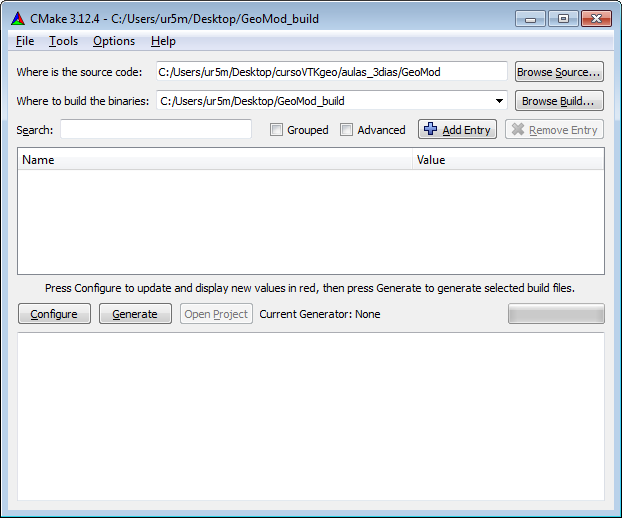 CMake 3.12.4 - C:/Users/ur5m/Desktop/GeoMod_build
File Tools Options Help
Where is the source code: C:/Users/ur5m/Desktop/cursoVTKgeo/aulas_3dias/GeoMod Browse Source...
Where to build the binaries: C:/Users/ur5m/Desktop/GeoMod_build Browse Build...
Search: Grouped Advanced Add Entry Remove Entry
Name Value
Press Configure to update and display new values in red, then press Generate to generate selected build files.
Configure Generate Open Project Current Generator: None